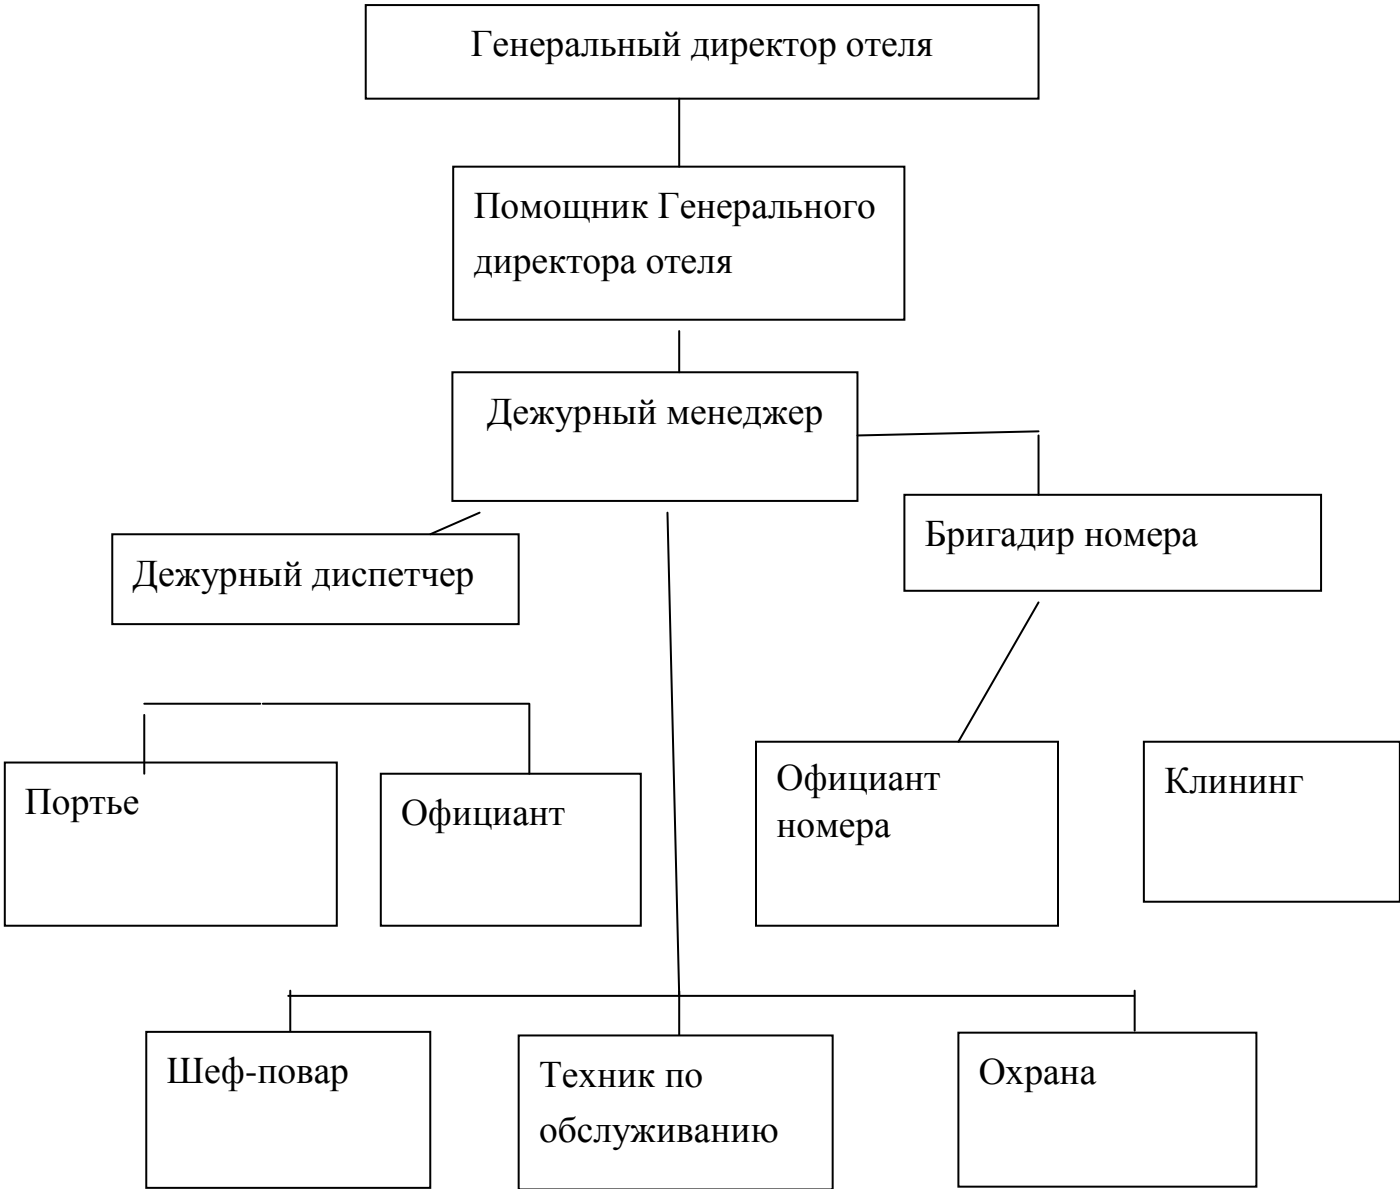 Генеральный директор отеля
Помощник Генерального
директора отеля
Дежурный менеджер
Бригадир номера
Дежурный диспетчер
Портье
Официант
Официант
номера
Клининг
Шеф-повар
Техник по
обслуживанию
Охрана